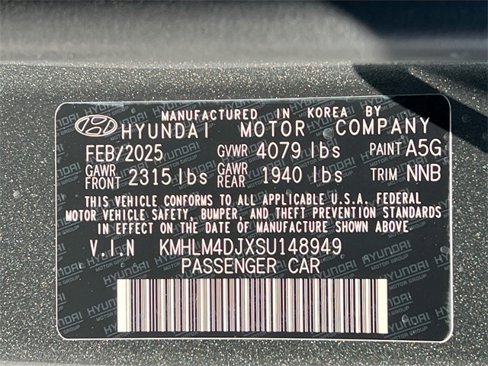 MANUFACTURED IN KOREA BY
HYUNDAI MOTOR COMPANY
FEB/2025 GVWR 4079 lbs PAINT A5G
GAWR FRONT 2315 lbs GAWR REAR 1940 lbs TRIM NNB
THIS VEHICLE CONFORMS TO ALL APPLICABLE U.S.A. FEDERAL
MOTOR VEHICLE SAFETY, BUMPER, AND THEFT PREVENTION STANDARDS
IN EFFECT ON THE DATE OF MANUFACTURE SHOWN ABOVE.
V.I.N KMHLM4DJXSU148949
PASSENGER CAR